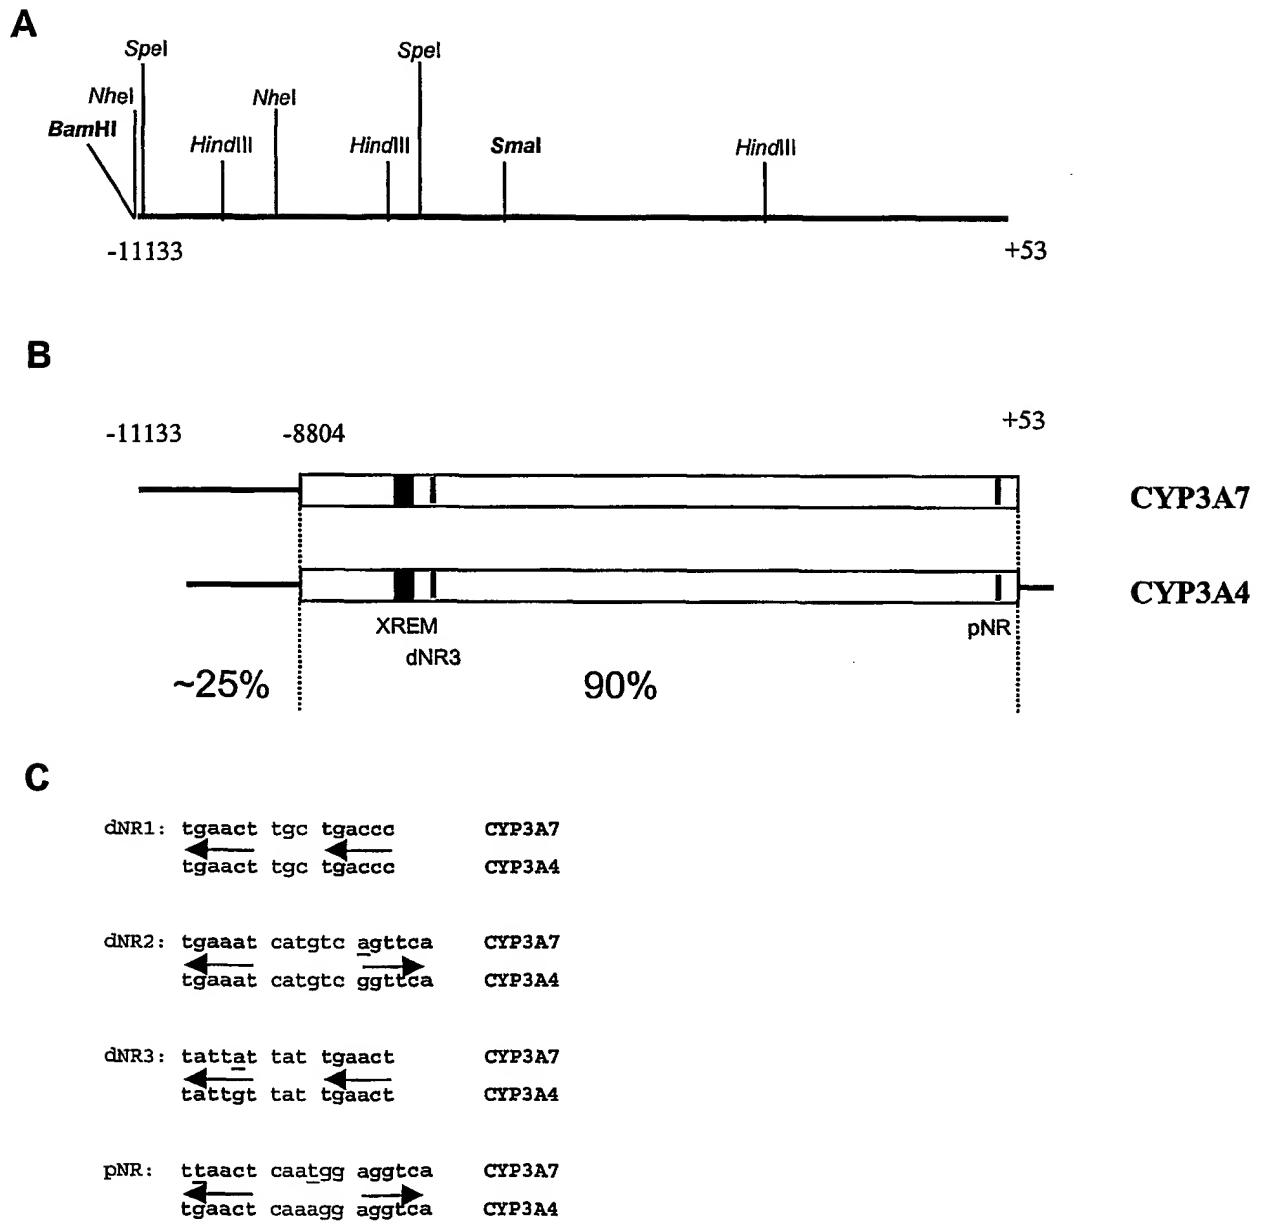 A
SpeI SpeI
NheI NheI
BamHI HindIII HindIII SmaI HindIII
-11133 +53
B
-11133 -8804 +53
CYP3A7
CYP3A4
XREM pNR
dNR3
~25% 90%
C
dNR1: tgaact tgc tgaccc CYP3A7
tgaact tgc tgaccc CYP3A4
dNR2: tgaaat catgtc agttca CYP3A7
tgaaat catgtc ggttca CYP3A4
dNR3: tattat tat tgaact CYP3A7
tattgt tat tgaact CYP3A4
pNR: ttaact caatgg aggtca CYP3A7
tgaact caaagg aggtca CYP3A4